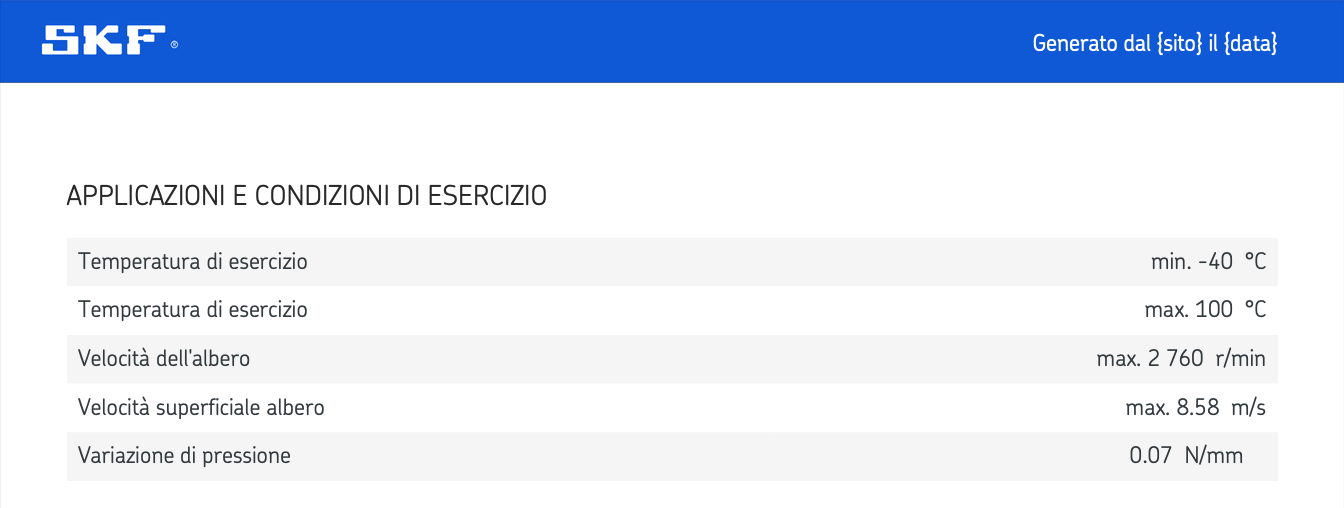 SKF®
Generato dal {sito} il {data}
APPLICAZIONI E CONDIZIONI DI ESERCIZIO
Temperatura di esercizio min. -40 °C
Temperatura di esercizio max. 100 °C
Velocità dell'albero max. 2 760 r/min
Velocità superficiale albero max. 8.58 m/s
Variazione di pressione 0.07 N/mm